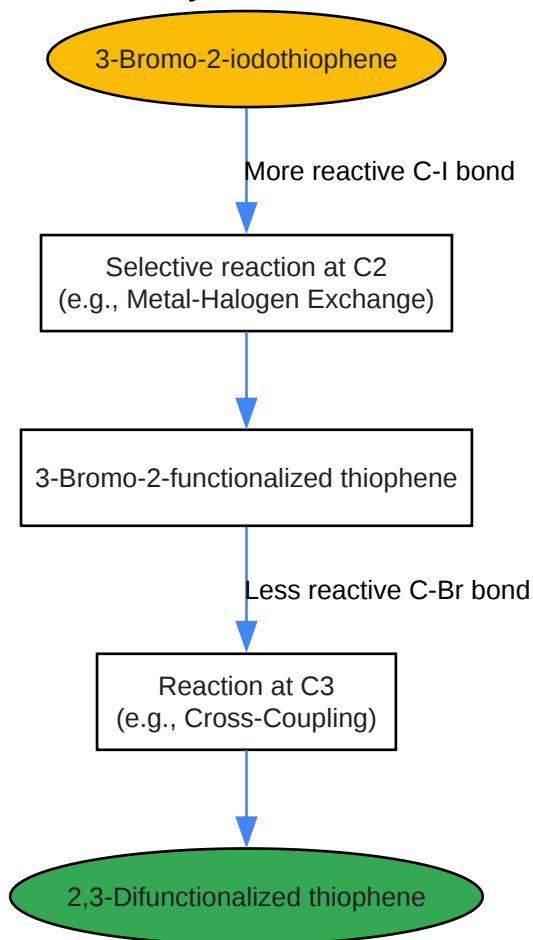 3-Bromo-2-iodothiophene
More reactive C-I bond
Selective reaction at C2
(e.g., Metal-Halogen Exchange)
3-Bromo-2-functionalized thiophene
Less reactive C-Br bond
Reaction at C3
(e.g., Cross-Coupling)
2,3-Difunctionalized thiophene